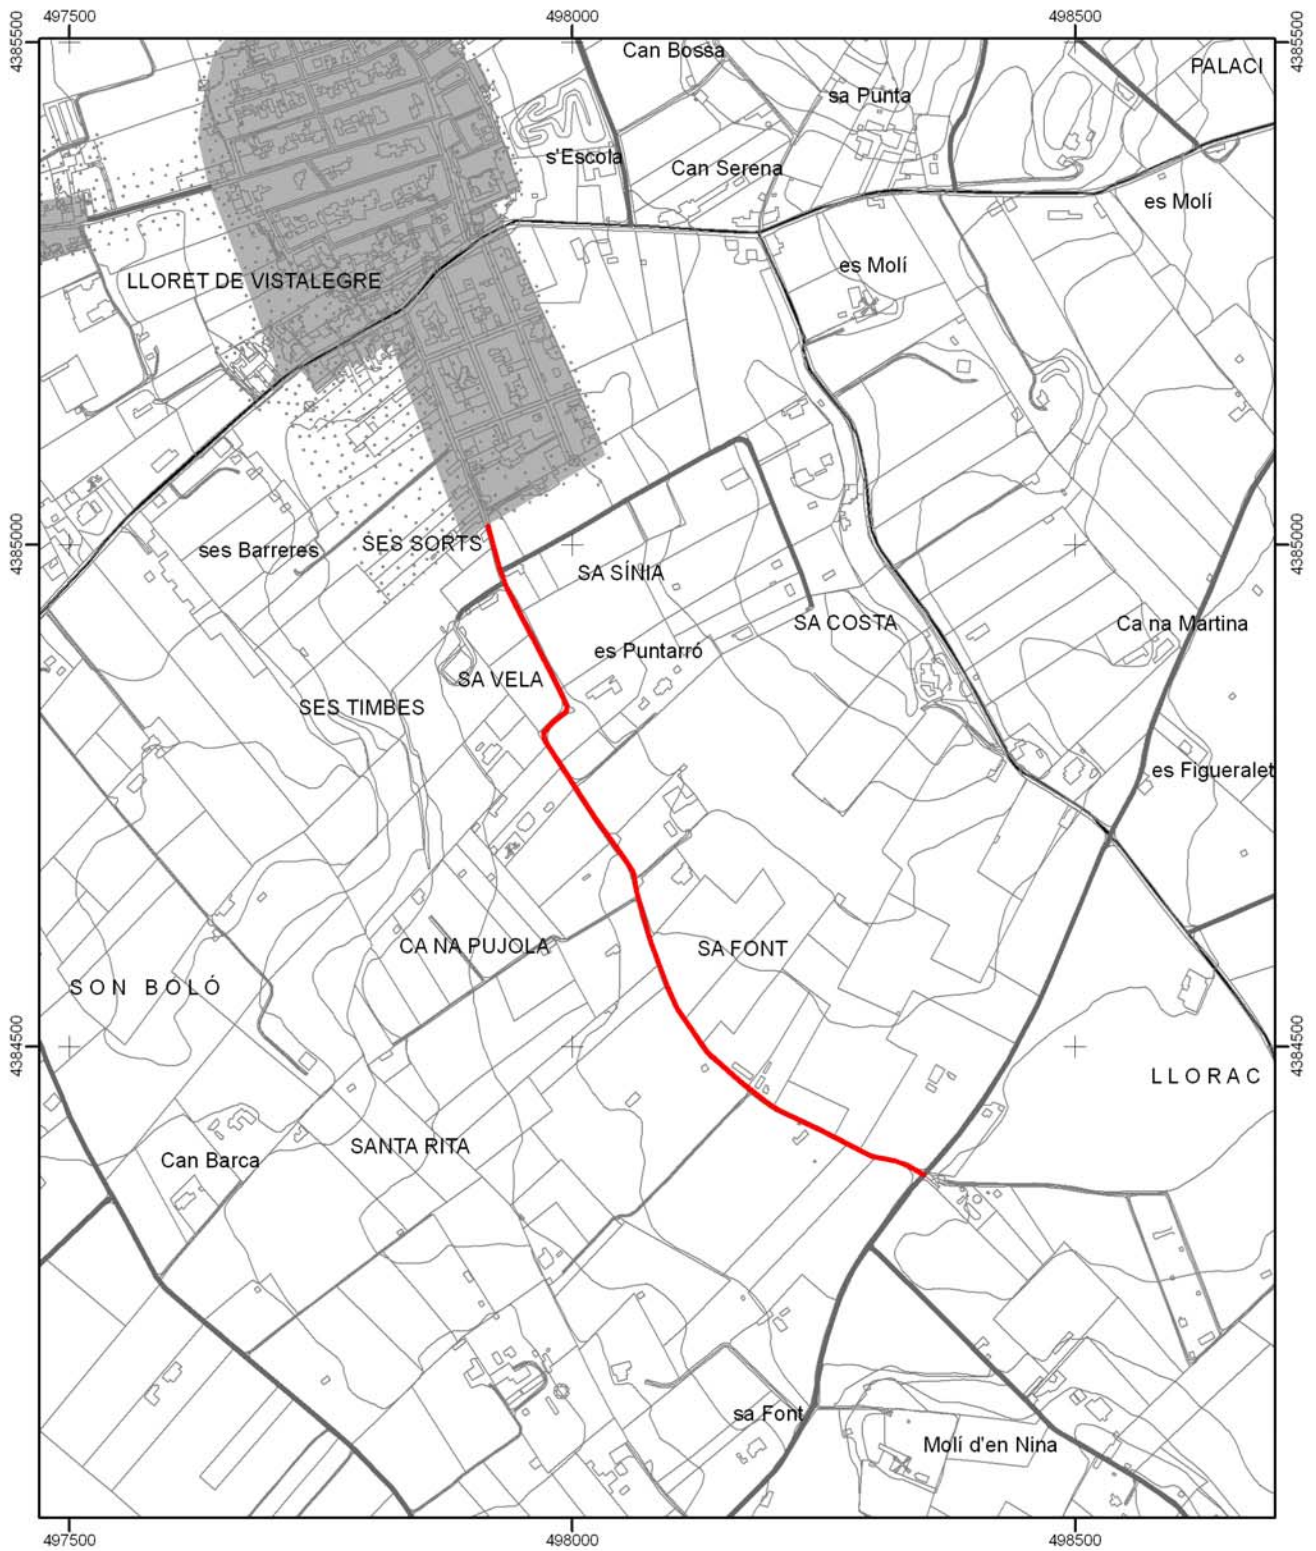 497500 498000 498500
4385500 4385500
Can Bossa
PALACI
sa Punta
s'Escola
Can Serena
es Molí
es Molí
LLORET DE VISTALEGRE
4385000 4385000
SES SORTS
ses Barreres
SA SÍNIA
SA COSTA
Ca na Martina
es Puntarró
SA VELA
SES TIMBES
es Figueralet
CA NA PUJOLA
SA FONT
SON BOLÓ
4384500 4384500
LLORAC
SANTA RITA
Can Barca
sa Font
Molí d'en Nina
497500 498000 498500